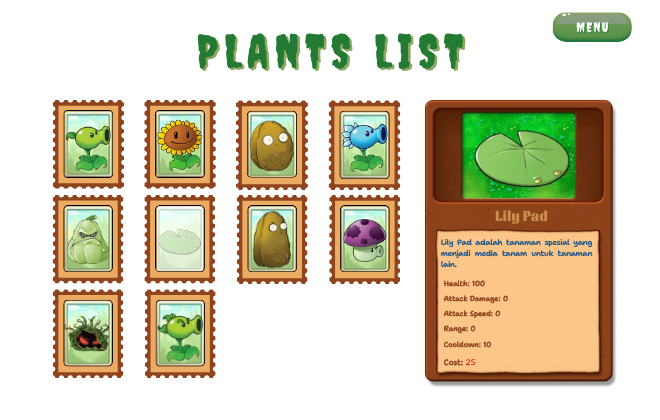 MENU
PLANTS LIST
Lily Pad
Lily Pad adalah tanaman spesial yang
menjadi media tanam untuk tanaman
lain.
Health: 100
Attack Damage: 0
Attack Speed: 0
Range: 0
Cooldown: 10
Cost: 25